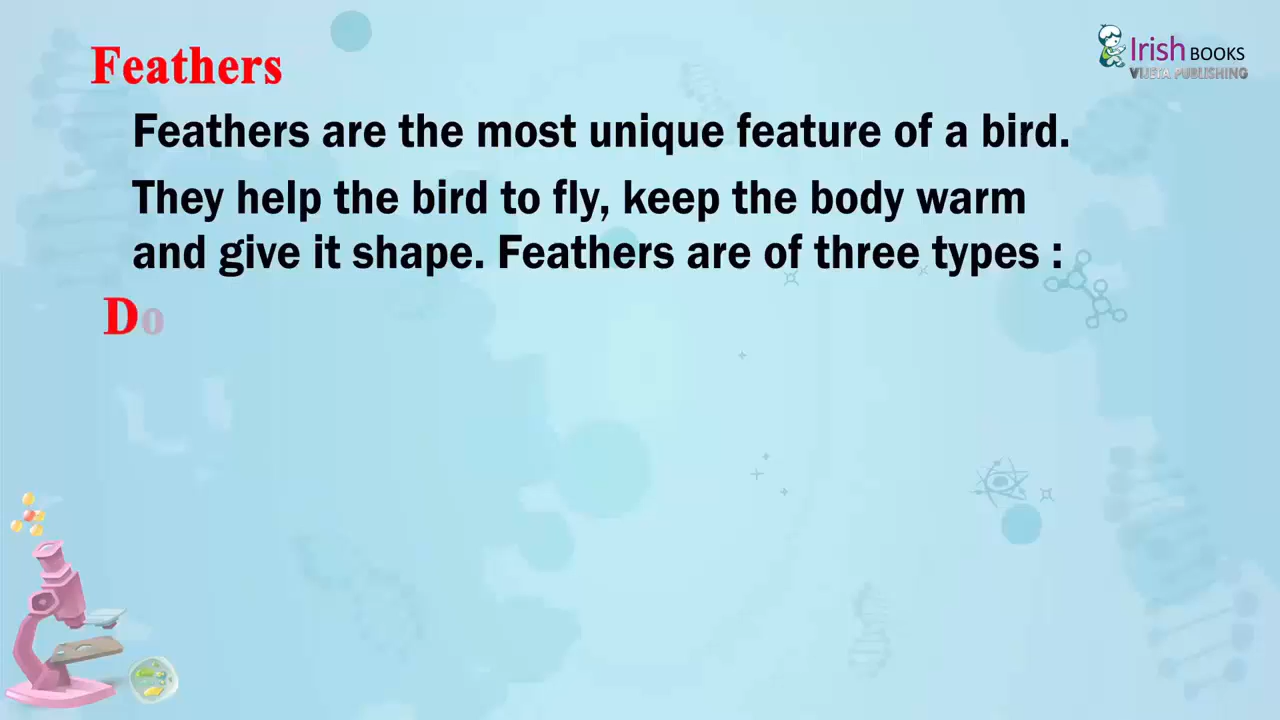 Feathers
Irish BOOKS
VIJETA PUBLISHING
Feathers are the most unique feature of a bird.
They help the bird to fly, keep the body warm
and give it shape. Feathers are of three types :
Do